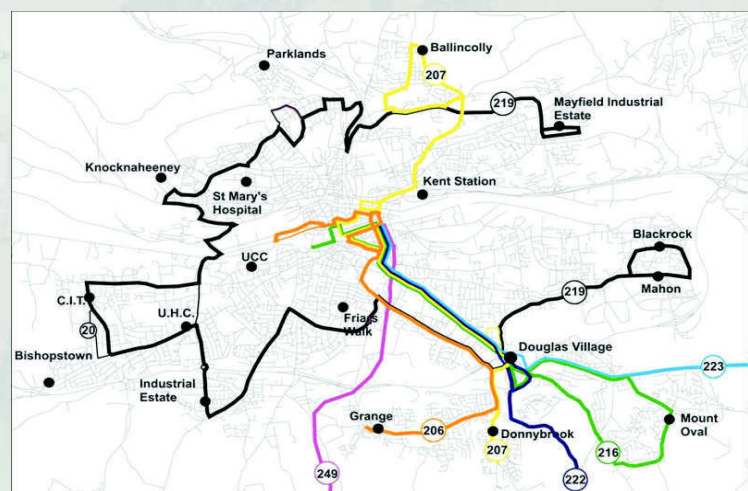 Ballincolly
Parklands
207
219
Mayfield Industrial
Estate
Knocknaheeney
St Mary's
Hospital
Kent Station
Blackrock
UCC
C.I.T.
U.H.C.
219
Mahon
20
Friars
Walk
Bishopstown
Douglas Village
223
Industrial
Estate
Grange
206
Donnybrook
Mount
Oval
207
216
249
222